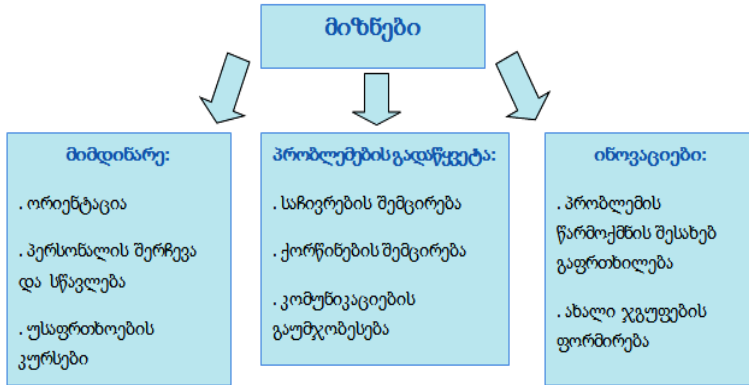 მიზნები
მიმდინარე:
. ორიენტაცია
. პერსონალის შერჩევა
და სწავლება
. უსაფრთხოების
კურსები
პრობლემების გადაწყვეტა:
. საჩივრების შემცირება
. ქორწინების შემცირება
. კომუნიკაციების
გაუმჯობესება
ინოვაციები:
. პრობლემის
წარმოქმნის შესახებ
გაფრთხილება
. ახალი ჯგუფების
ფორმირება